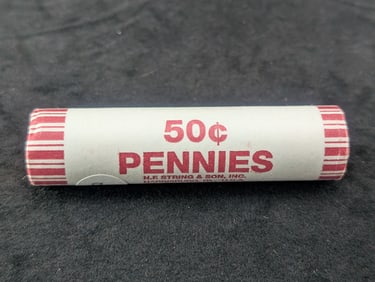 50¢
PENNIES
N.F. STRING & SON, INC.